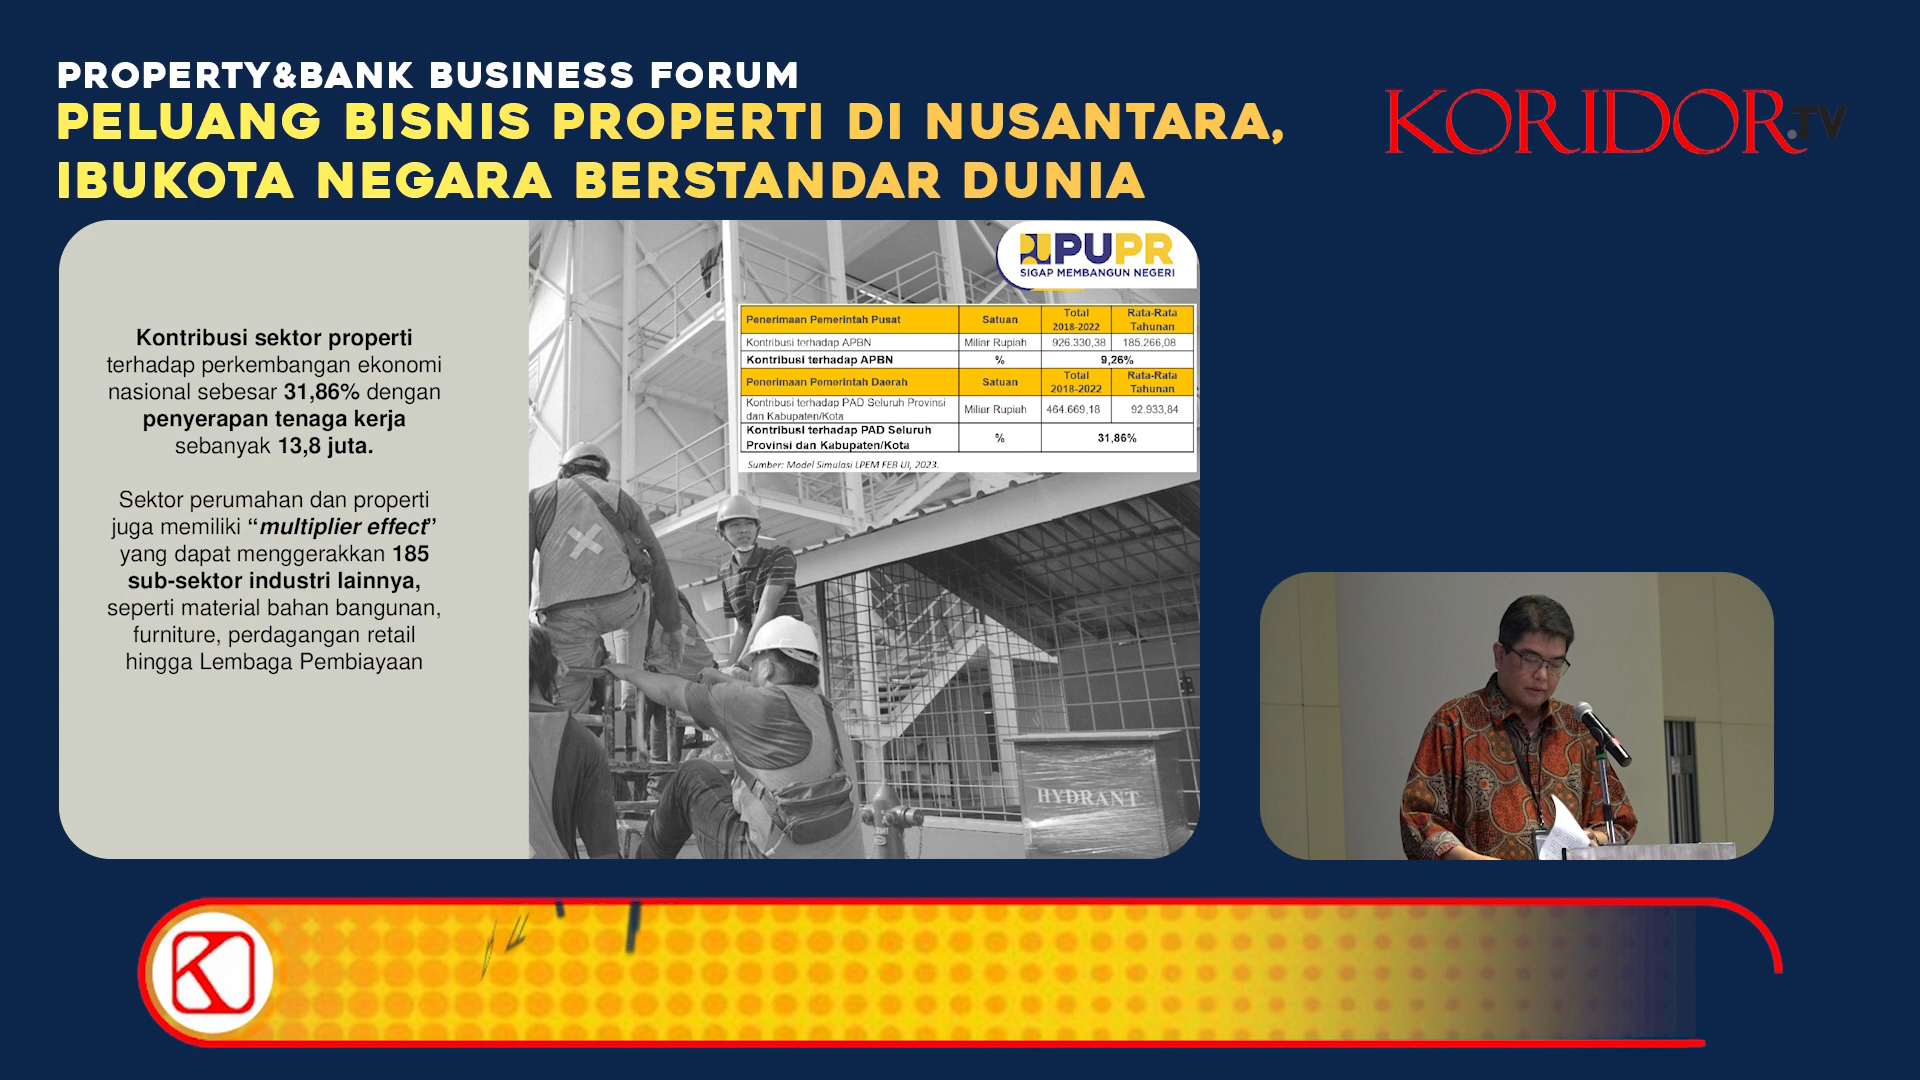 PROPERTY&BANK BUSINESS FORUM
PELUANG BISNIS PROPERTI DI NUSANTARA,
IBUKOTA NEGARA BERSTANDAR DUNIA
KORIDOR.TV
Kontribusi sektor properti
terhadap perkembangan ekonomi
nasional sebesar 31,86% dengan
penyerapan tenaga kerja
sebanyak 13,8 juta.
Sektor perumahan dan properti
juga memiliki “multiplier effect”
yang dapat menggerakkan 185
sub-sektor industri lainnya,
seperti material bahan bangunan,
furniture, perdagangan retail
hingga Lembaga Pembiayaan
PUPR
SIGAP MEMBANGUN NEGERI
Penerimaan Pemerintah Pusat Satuan Total 2018-2022 Rata-Rata Tahunan
Kontribusi terhadap APBN Miliar Rupiah 926.330,38 185.266,08
Kontribusi terhadap APBN % 9,26%
Penerimaan Pemerintah Daerah Satuan Total 2018-2022 Rata-Rata Tahunan
Kontribusi terhadap PAD Seluruh Provinsi
dan Kabupaten/Kota Miliar Rupiah 464.669,18 92.933,84
Kontribusi terhadap PAD Seluruh
Provinsi dan Kabupaten/Kota % 31,86%
Sumber: Model Simulasi LPEM FEB UI, 2023.
HYDRANT
K